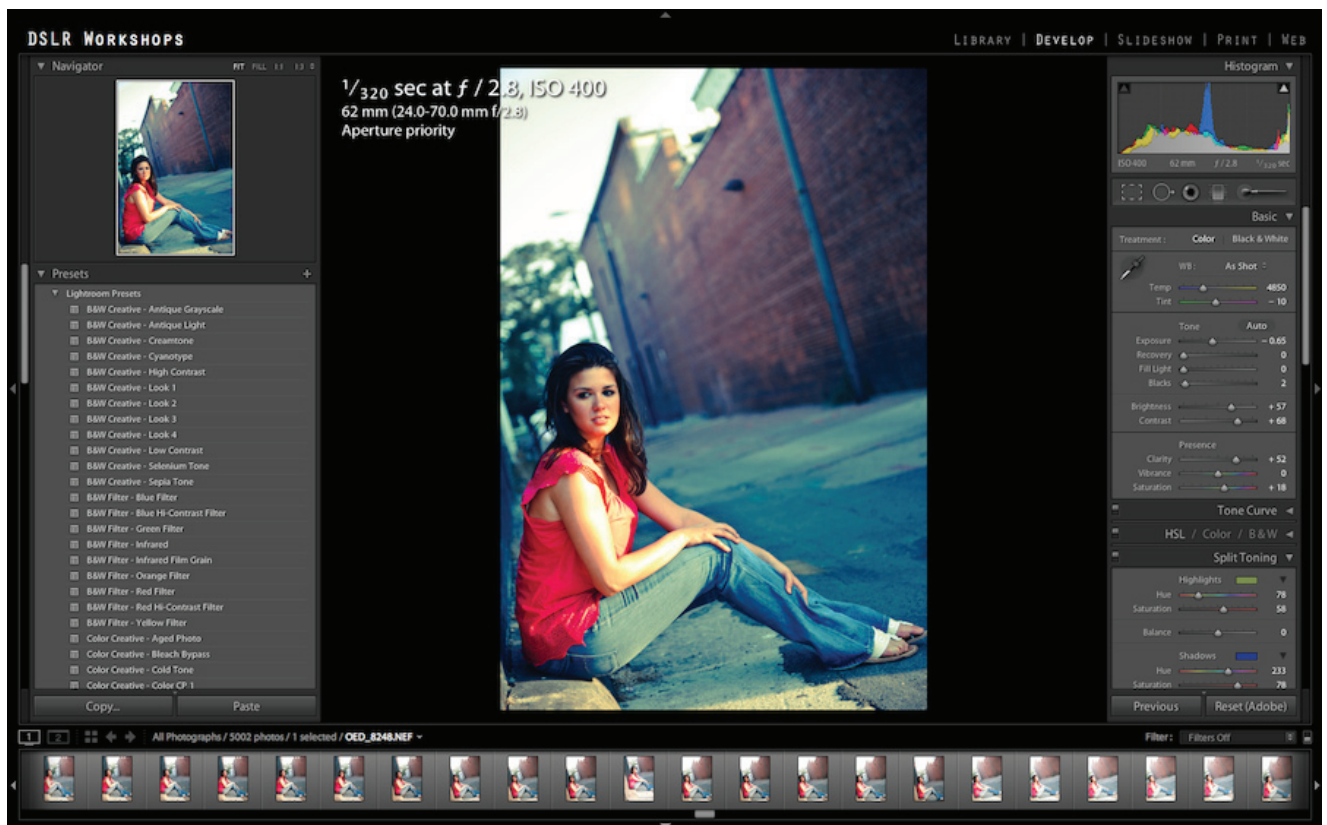 DSLR WORKSHOPS
LIBRARY | DEVELOP | SLIDESHOW | PRINT | WEB
Navigator
FIT FILL 1:1 1:3
Presets +
Lightroom Presets
B&W Creative - Antique Grayscale
B&W Creative - Antique Light
B&W Creative - Creamtone
B&W Creative - Cyanotype
B&W Creative - High Contrast
B&W Creative - Look 1
B&W Creative - Look 2
B&W Creative - Look 3
B&W Creative - Look 4
B&W Creative - Low Contrast
B&W Creative - Selenium Tone
B&W Creative - Sepia Tone
B&W Filter - Blue Filter
B&W Filter - Blue Hi-Contrast Filter
B&W Filter - Green Filter
B&W Filter - Infrared
B&W Filter - Infrared Film Grain
B&W Filter - Orange Filter
B&W Filter - Red Filter
B&W Filter - Red Hi-Contrast Filter
B&W Filter - Yellow Filter
Color Creative - Aged Photo
Color Creative - Bleach Bypass
Color Creative - Cold Tone
Color Creative - Color CP 1
Copy... Paste
1/320 sec at ƒ / 2.8, ISO 400
62 mm (24.0-70.0 mm f/2.8)
Aperture priority
Histogram
ISO 400 62 mm ƒ / 2.8 1/320 sec
Basic
Treatment : Color Black & White
WB : As Shot
Temp 4850
Tint – 10
Tone Auto
Exposure – 0.65
Recovery 0
Fill Light 0
Blacks 2
Brightness + 57
Contrast + 68
Presence
Clarity + 52
Vibrance 0
Saturation + 18
Tone Curve
HSL / Color / B & W
Split Toning
Highlights
Hue 78
Saturation 58
Balance 0
Shadows
Hue 233
Saturation 78
Previous Reset (Adobe)
1 2 All Photographs / 5002 photos / 1 selected / OED_8248.NEF
Filter : Filters Off